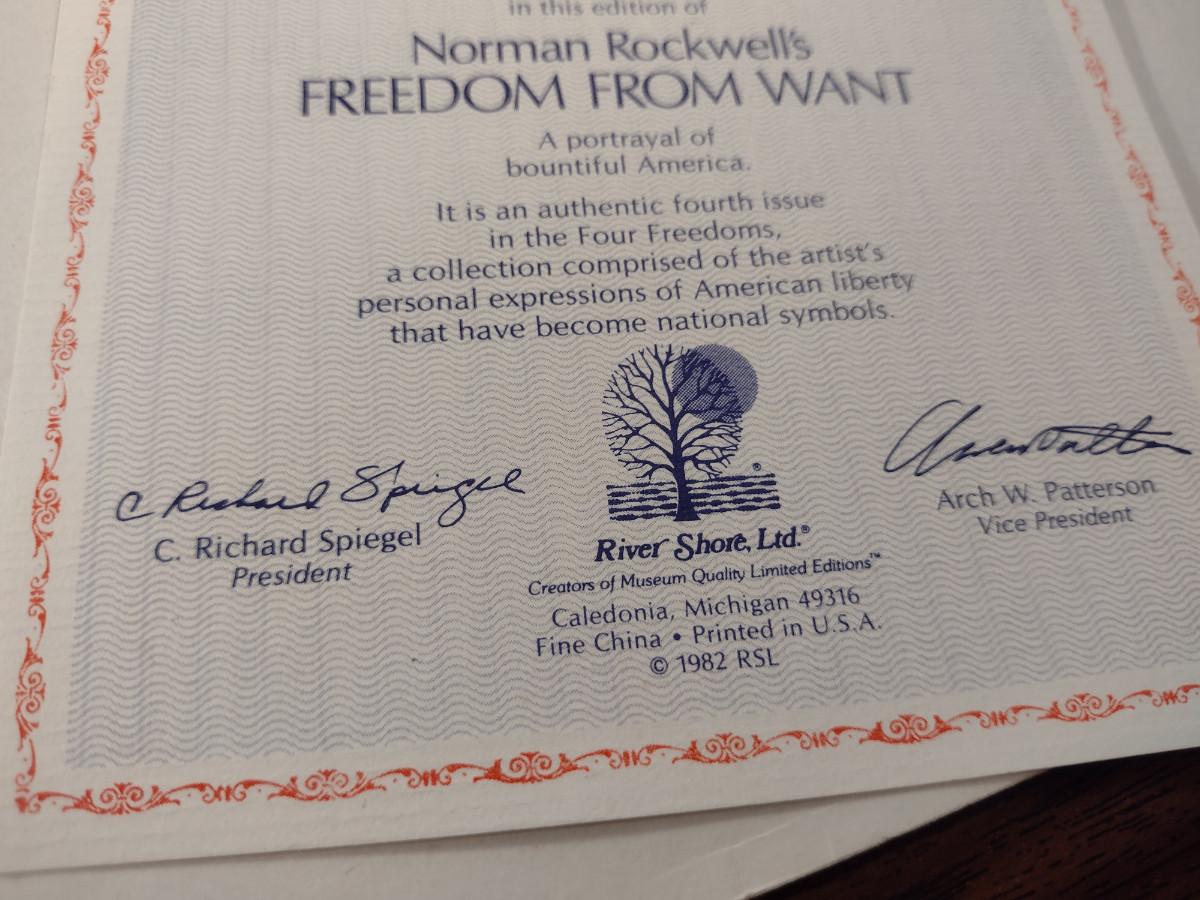 in this edition of
Norman Rockwell's
FREEDOM FROM WANT
A portrayal of
bountiful America.
It is an authentic fourth issue
in the Four Freedoms,
a collection comprised of the artist's
personal expressions of American liberty
that have become national symbols.
C Richard Spiegel
C. Richard Spiegel
President
®
River Shore, Ltd.®
Creators of Museum Quality Limited Editions™
Caledonia, Michigan 49316
Fine China • Printed in U.S.A.
© 1982 RSL
Arch W. Patterson
Vice President